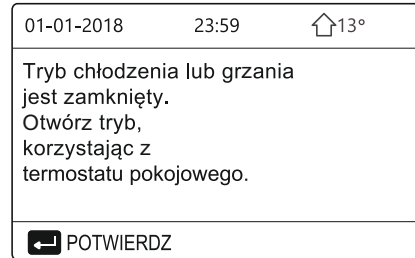 01-01-2018 23:59 13°
Tryb chłodzenia lub grzania
jest zamknięty.
Otwórz tryb,
korzystając z
termostatu pokojowego.
POTWIERDZ